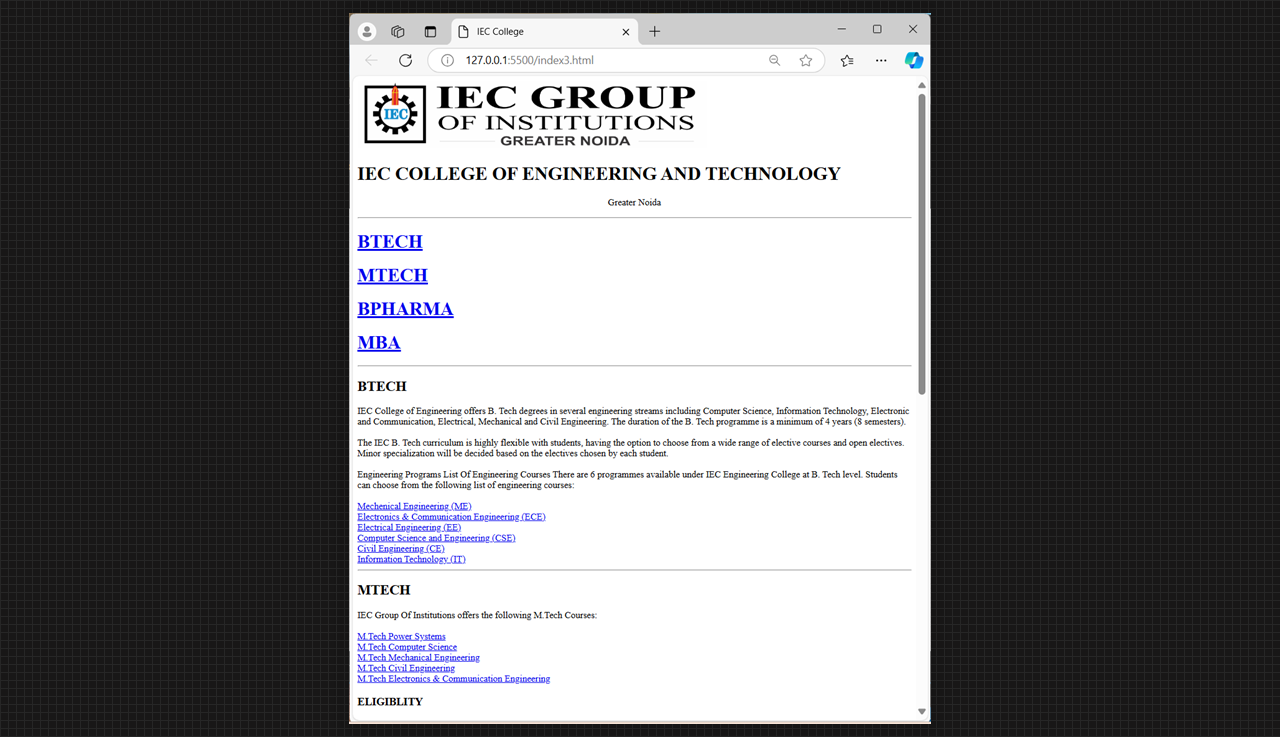 IEC College
127.0.0.1:5500/index3.html
IEC
IEC GROUP
OF INSTITUTIONS
GREATER NOIDA
IEC COLLEGE OF ENGINEERING AND TECHNOLOGY
Greater Noida
BTECH
MTECH
BPHARMA
MBA
BTECH
IEC College of Engineering offers B. Tech degrees in several engineering streams including Computer Science, Information Technology, Electronic
and Communication, Electrical, Mechanical and Civil Engineering. The duration of the B. Tech programme is a minimum of 4 years (8 semesters).
The IEC B. Tech curriculum is highly flexible with students, having the option to choose from a wide range of elective courses and open electives.
Minor specialization will be decided based on the electives chosen by each student.
Engineering Programs List Of Engineering Courses There are 6 programmes available under IEC Engineering College at B. Tech level. Students
can choose from the following list of engineering courses:
Mechenical Engineering (ME)
Electronics & Communication Engineering (ECE)
Electrical Engineering (EE)
Computer Science and Engineering (CSE)
Civil Engineering (CE)
Information Technology (IT)
MTECH
IEC Group Of Institutions offers the following M.Tech Courses:
M.Tech Power Systems
M.Tech Computer Science
M.Tech Mechanical Engineering
M.Tech Civil Engineering
M.Tech Electronics & Communication Engineering
ELIGIBLITY